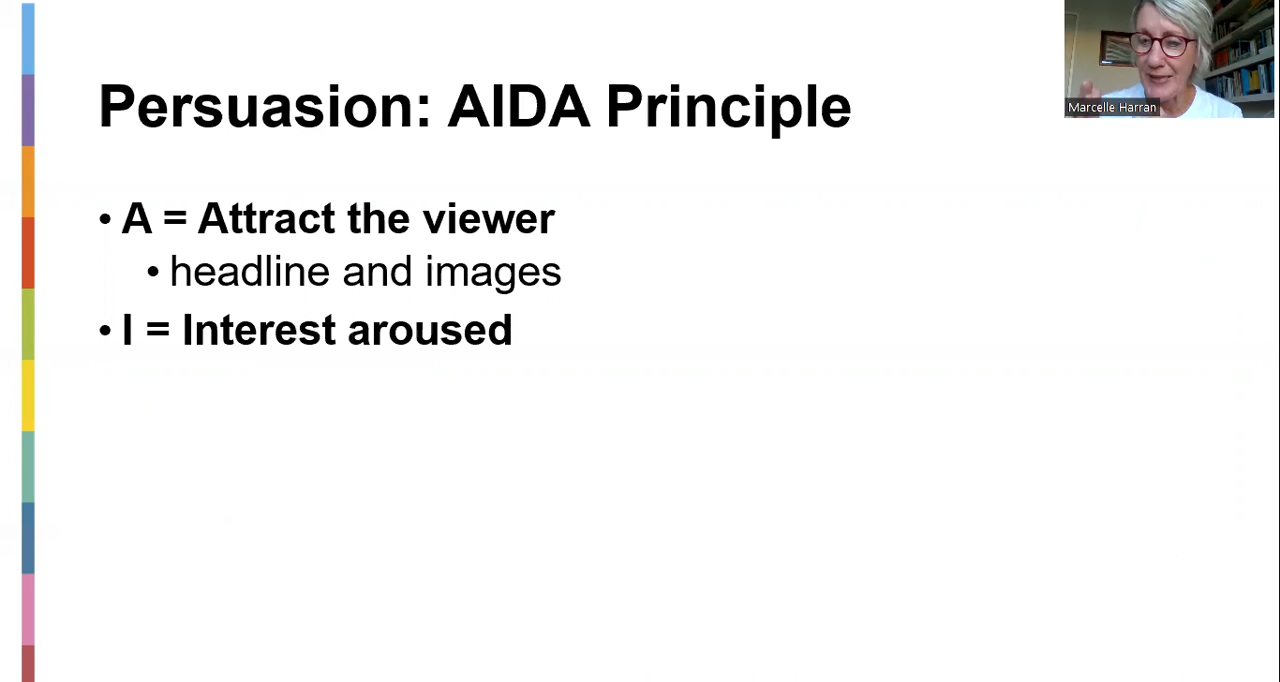 Persuasion: AIDA Principle
• A = Attract the viewer
• headline and images
• I = Interest aroused
Marcelle Harran